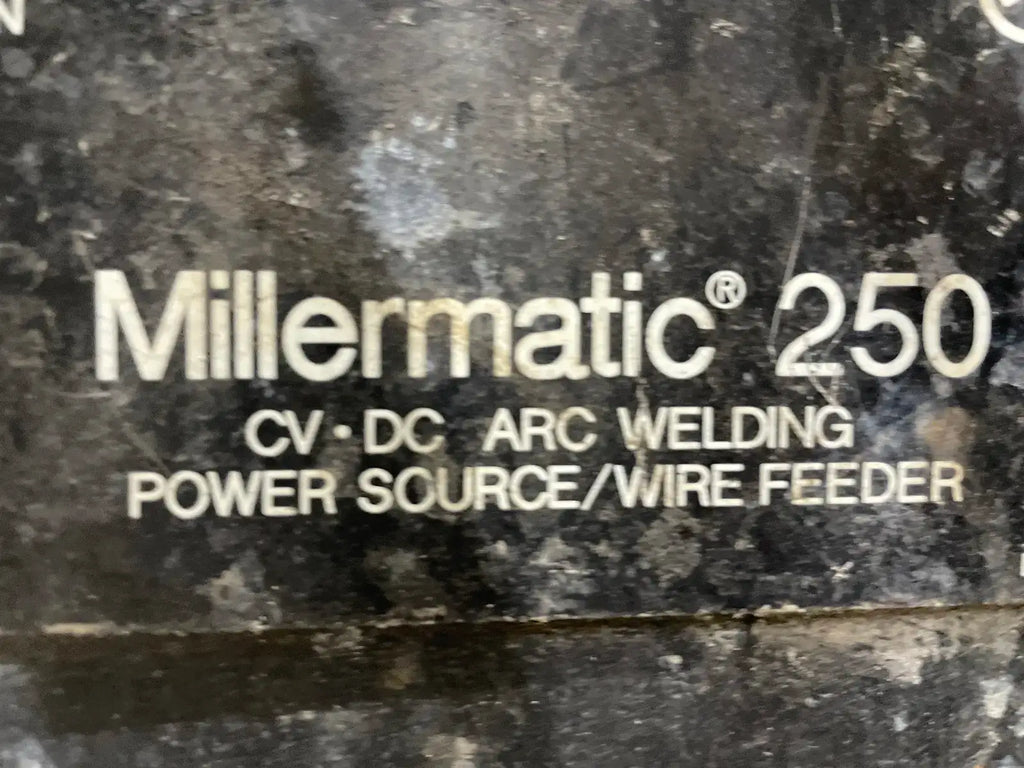 N
Millermatic® 250
CV · DC ARC WELDING
POWER SOURCE/WIRE FEEDER